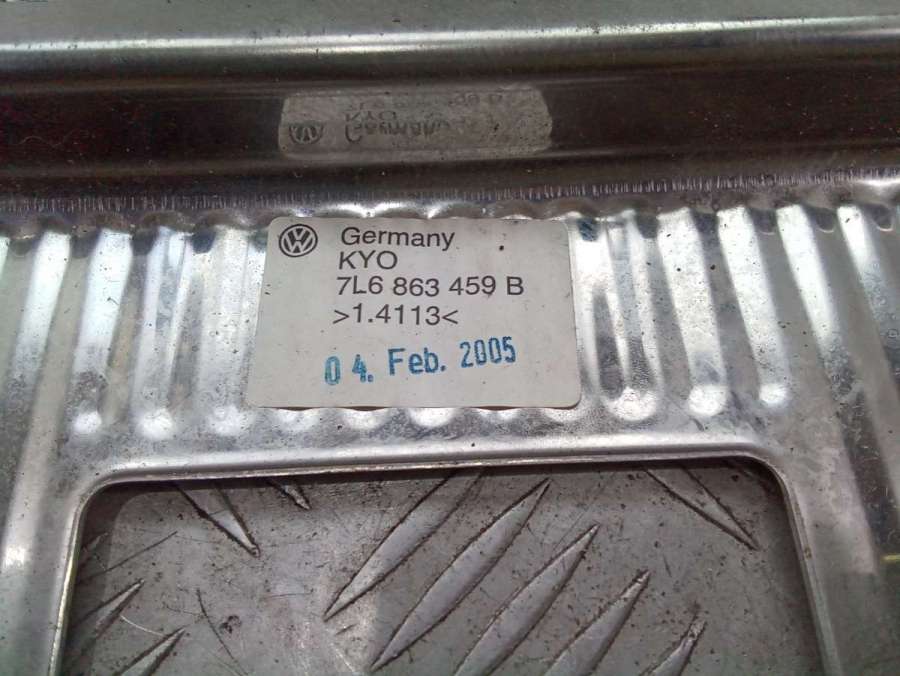 Germany
KYO
7L6 863 459 B
>1.4113<
04. Feb. 2005